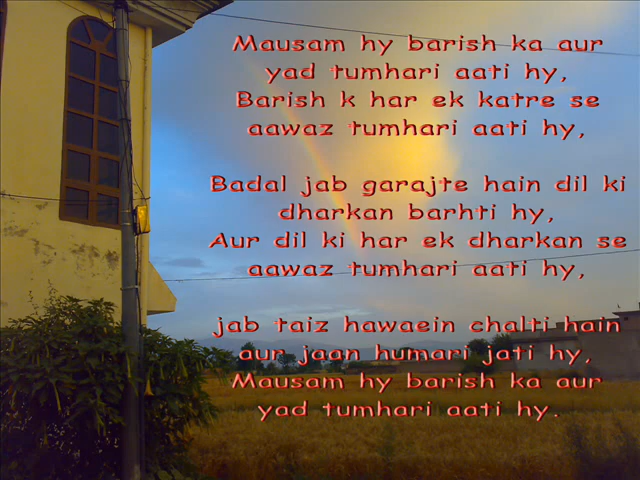 Mausam hy barish ka aur
yad tumhari aati hy,
Barish k har ek katre se
aawaz tumhari aati hy,
Badal jab garajte hain dil ki
dharkan barhti hy,
Aur dil ki har ek dharkan se
aawaz tumhari aati hy,
jab taiz hawaein chalti hain
aur jaan humari jati hy,
Mausam hy barish ka aur
yad tumhari aati hy.